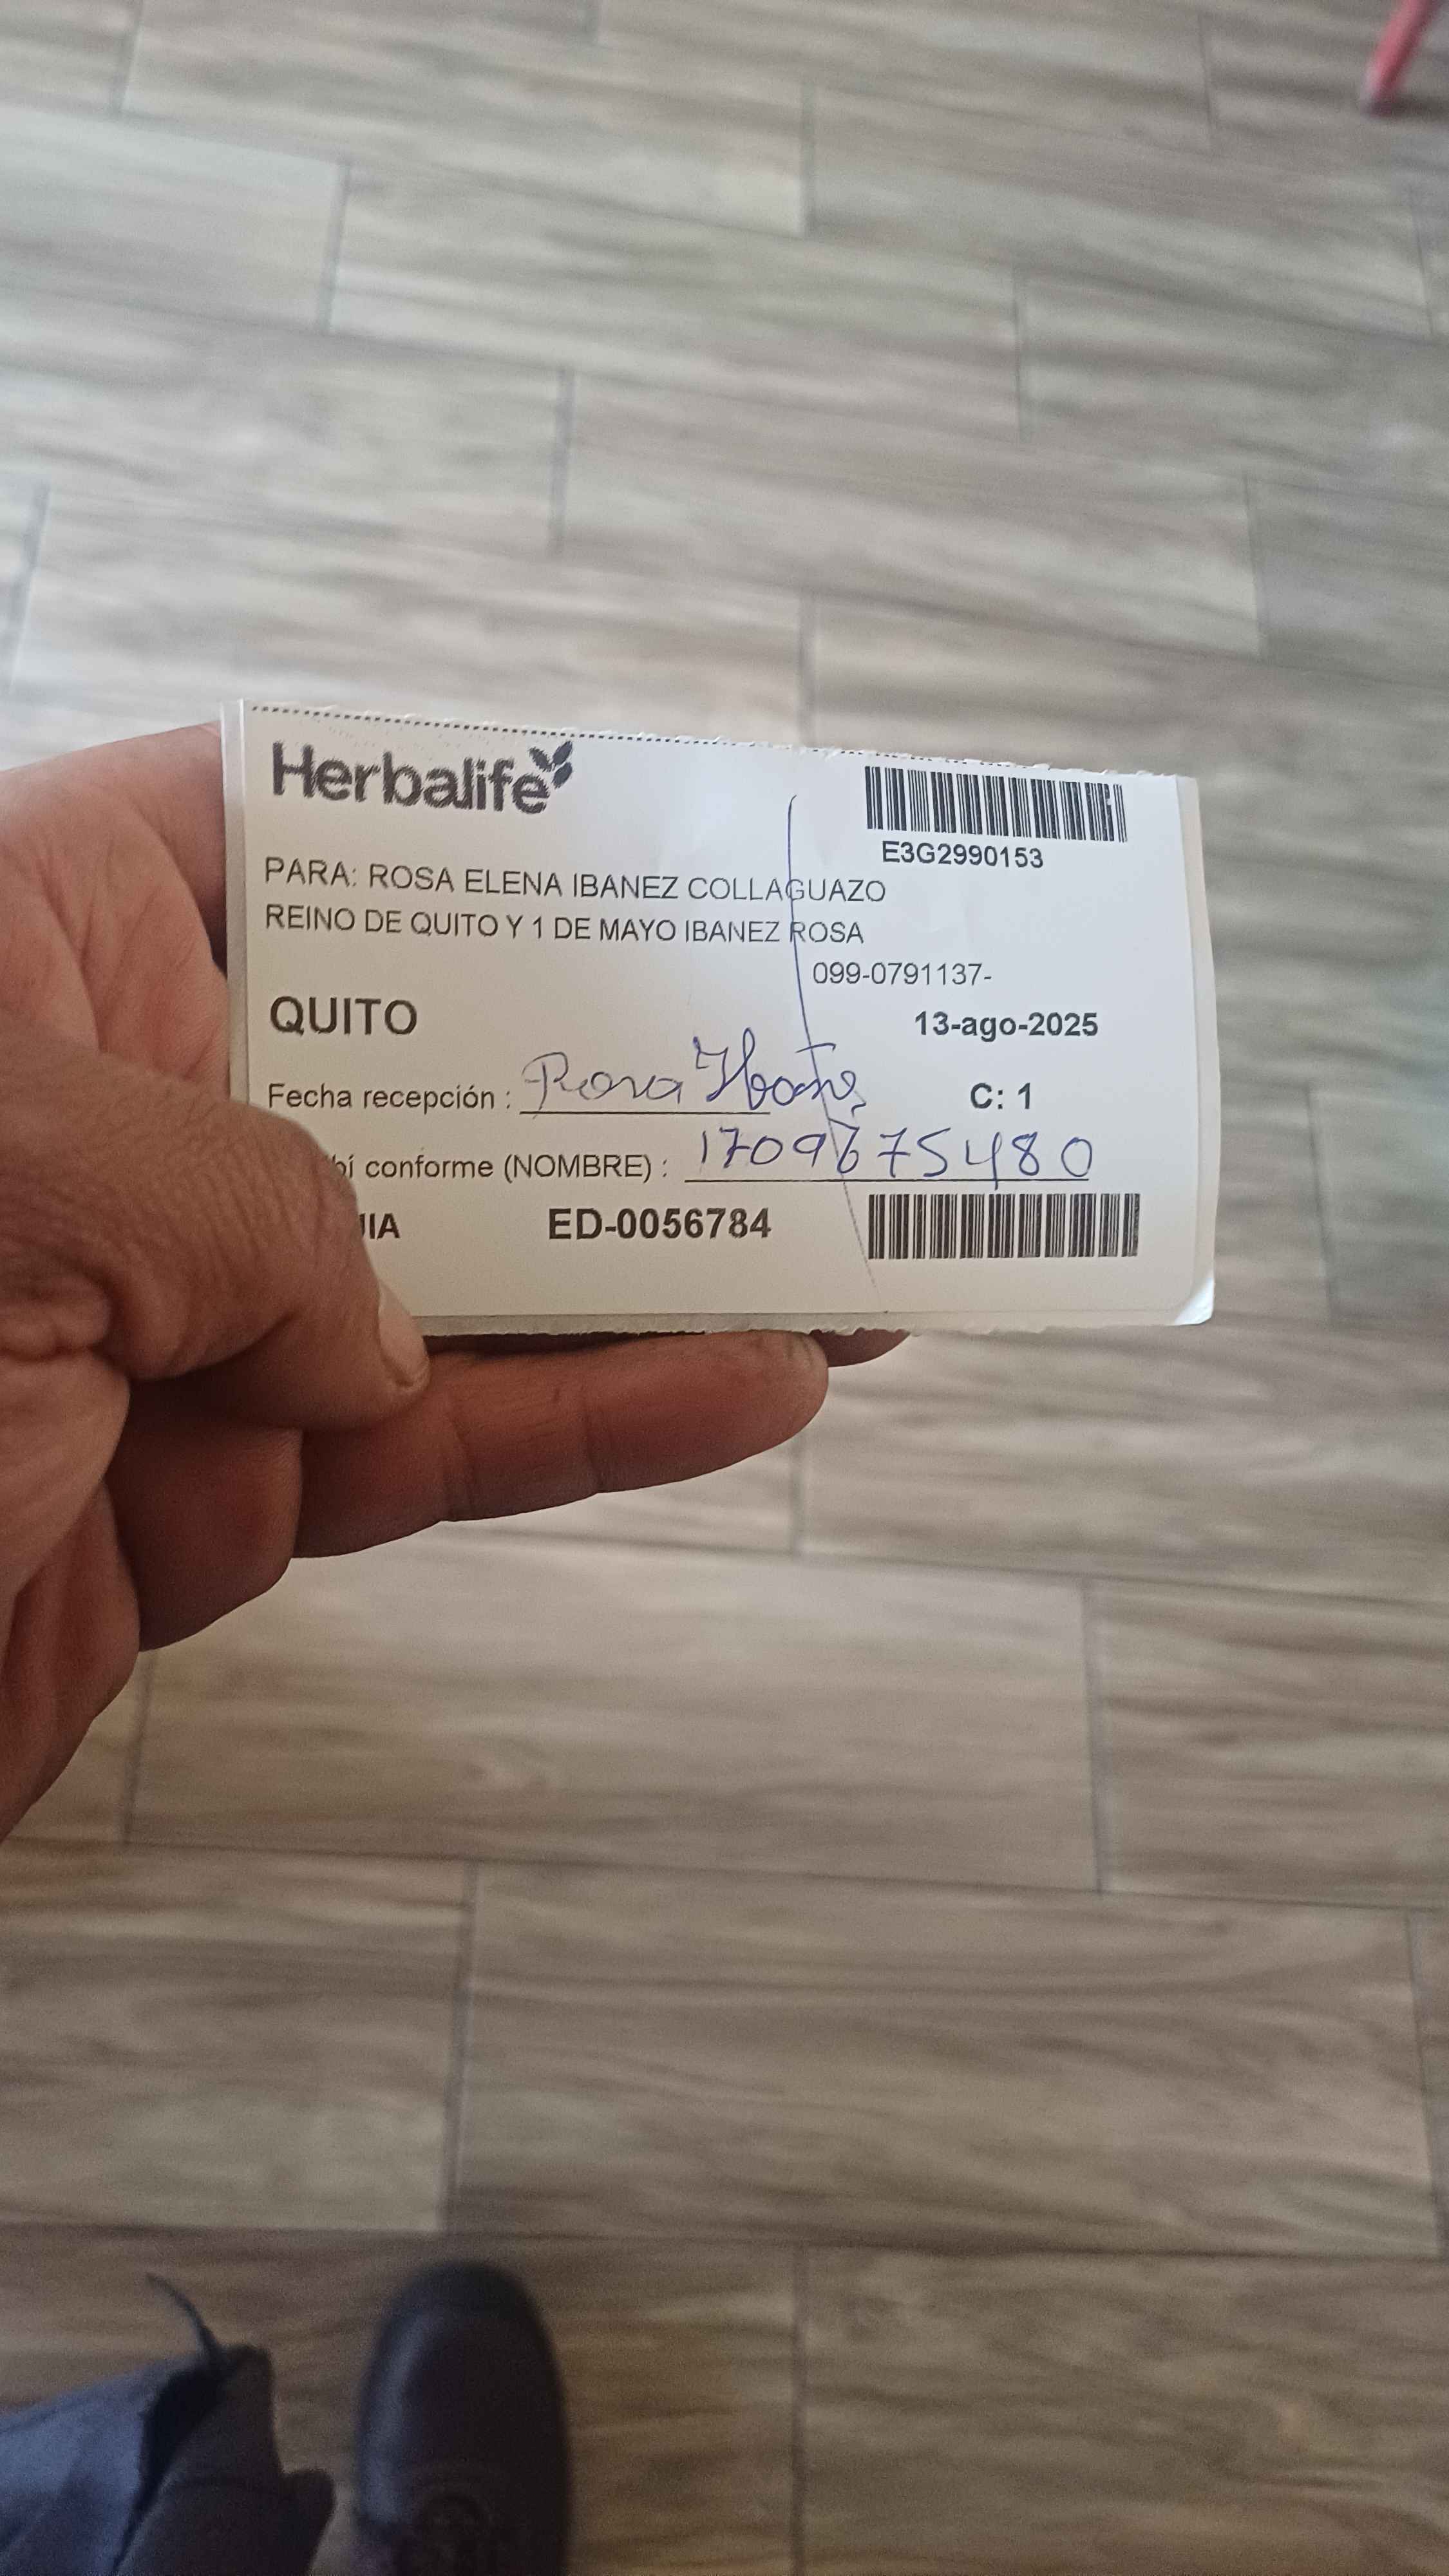 Herbalife
E3G2990153
PARA: ROSA ELENA IBANEZ COLLAGUAZO
REINO DE QUITO Y 1 DE MAYO IBANEZ ROSA
099-0791137-
QUITO
13-ago-2025
Fecha recepción : Rosa Ibañez
C: 1
conforme (NOMBRE) : 1709675480
ED-0056784